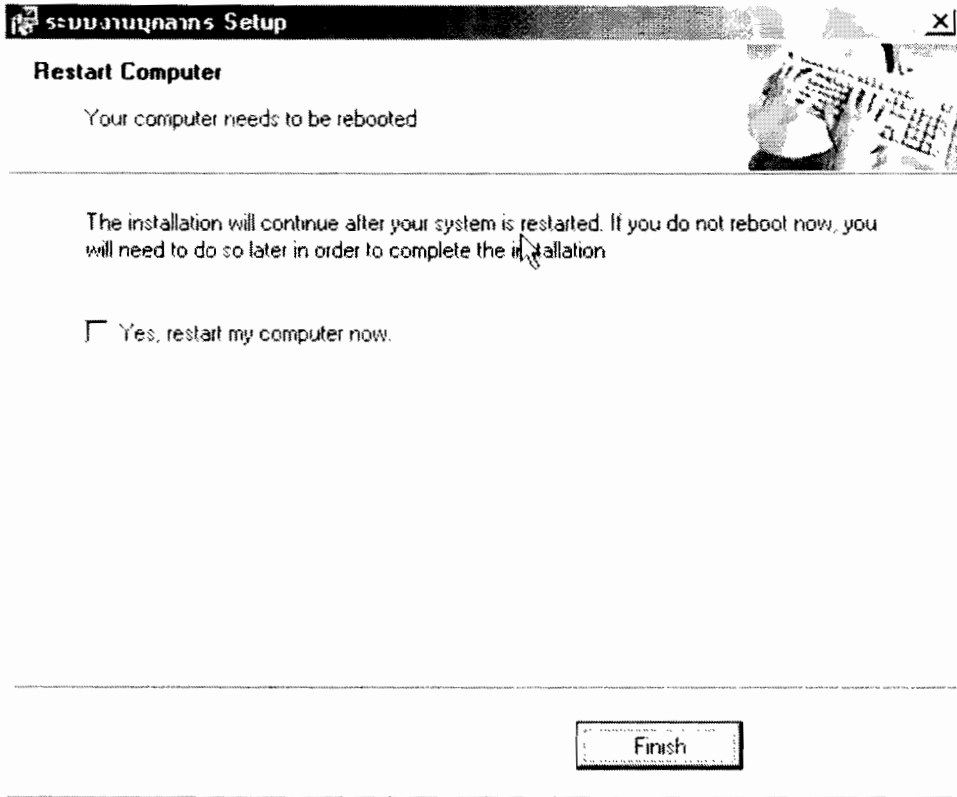 ระบบงานบุคลากร Setup
Restart Computer
Your computer needs to be rebooted
The installation will continue after your system is restarted. If you do not reboot now, you
will need to do so later in order to complete the installation
Yes, restart my computer now.
Finish